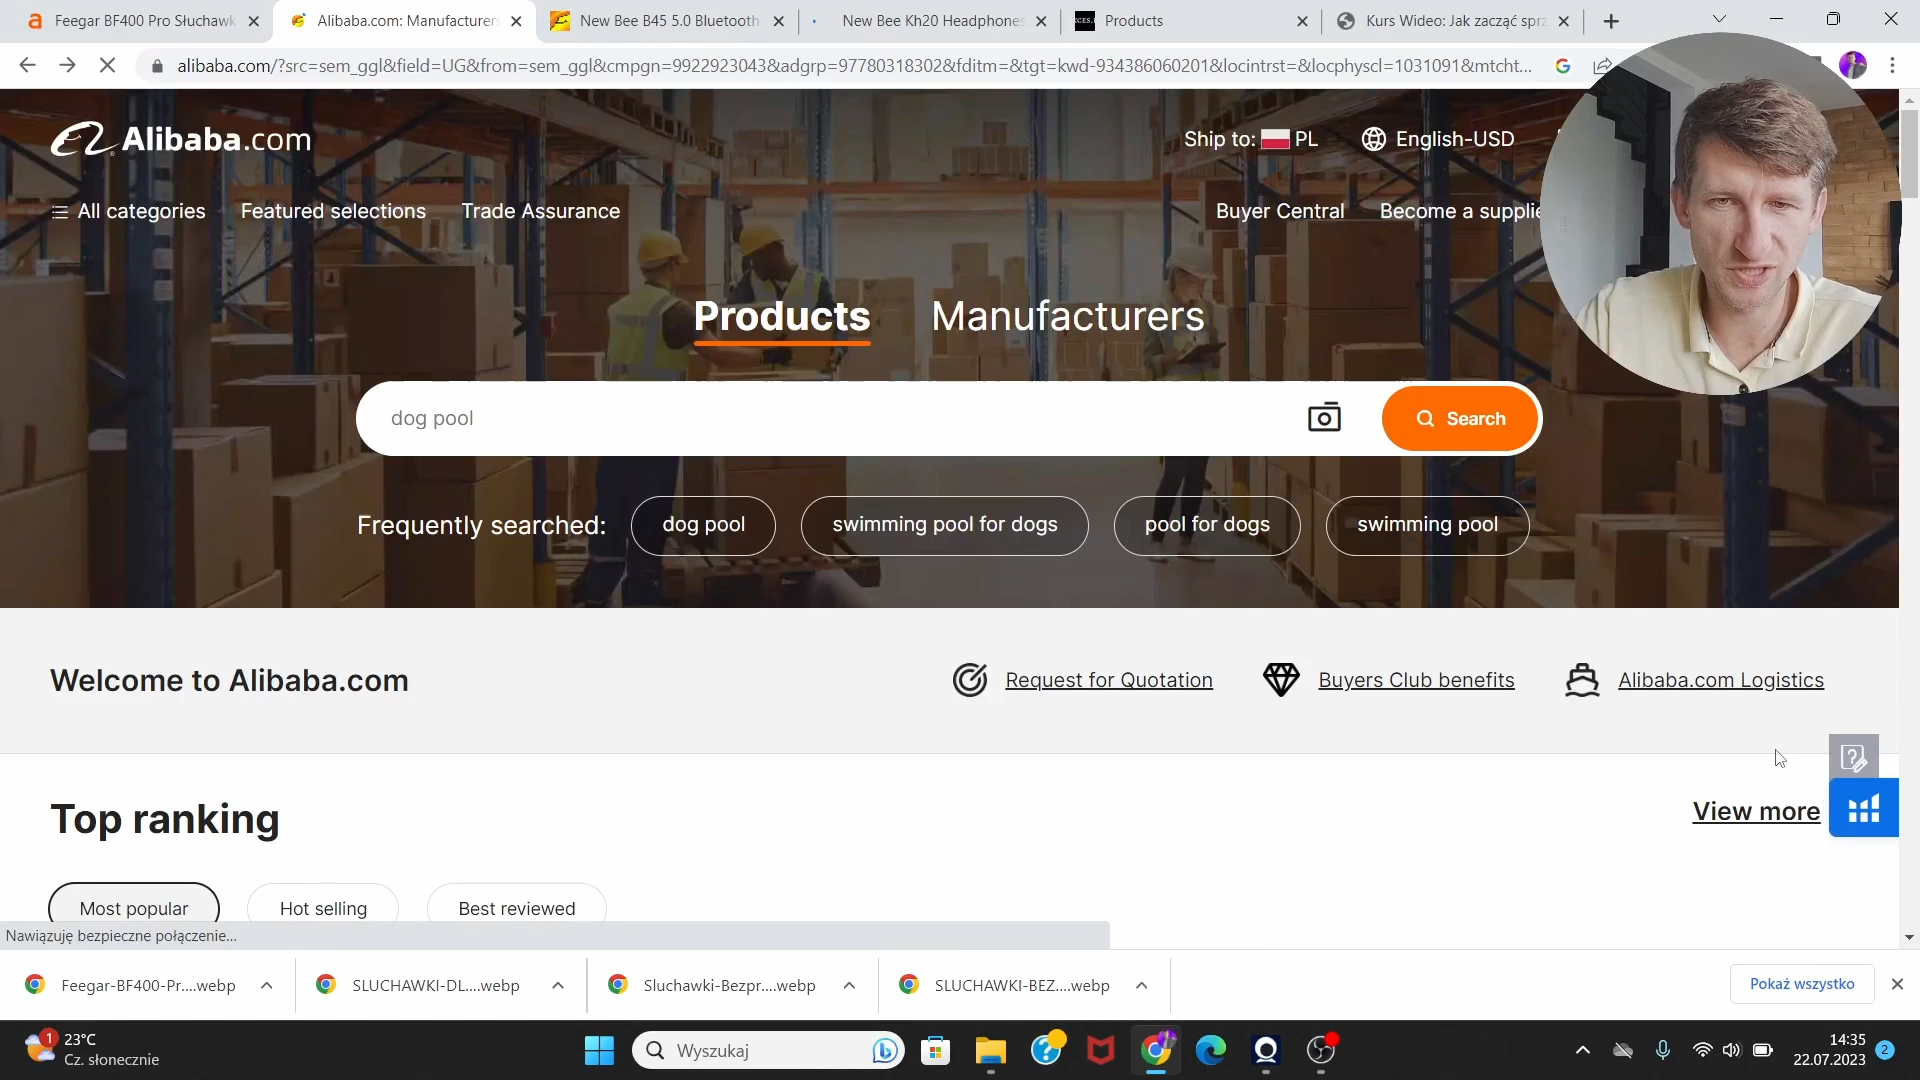 Feegar BF400 Pro Słuchawk
Alibaba.com: Manufacturers
New Bee B45 5.0 Bluetooth
New Bee Kh20 Headphones
Products
Kurs Wideo: Jak zacząć sprz
alibaba.com/?src=sem_ggl&field=UG&from=sem_ggl&cmpgn=9922923043&adgrp=97780318302&fditm=&tgt=kwd-934386060201&locintrst=&locphyscl=1031091&mtcht...
Alibaba.com
Ship to: PL
English-USD
All categories
Featured selections
Trade Assurance
Buyer Central
Become a supplie
Products
Manufacturers
dog pool
Search
Frequently searched:
dog pool
swimming pool for dogs
pool for dogs
swimming pool
Welcome to Alibaba.com
Request for Quotation
Buyers Club benefits
Alibaba.com Logistics
Top ranking
View more
Most popular
Hot selling
Best reviewed
Nawiązuję bezpieczne połączenie...
Feegar-BF400-Pr....webp
SLUCHAWKI-DL....webp
Sluchawki-Bezpr....webp
SLUCHAWKI-BEZ....webp
Pokaż wszystko
1
23°C
Cz. słonecznie
Wyszukaj
14:35
22.07.2023
2